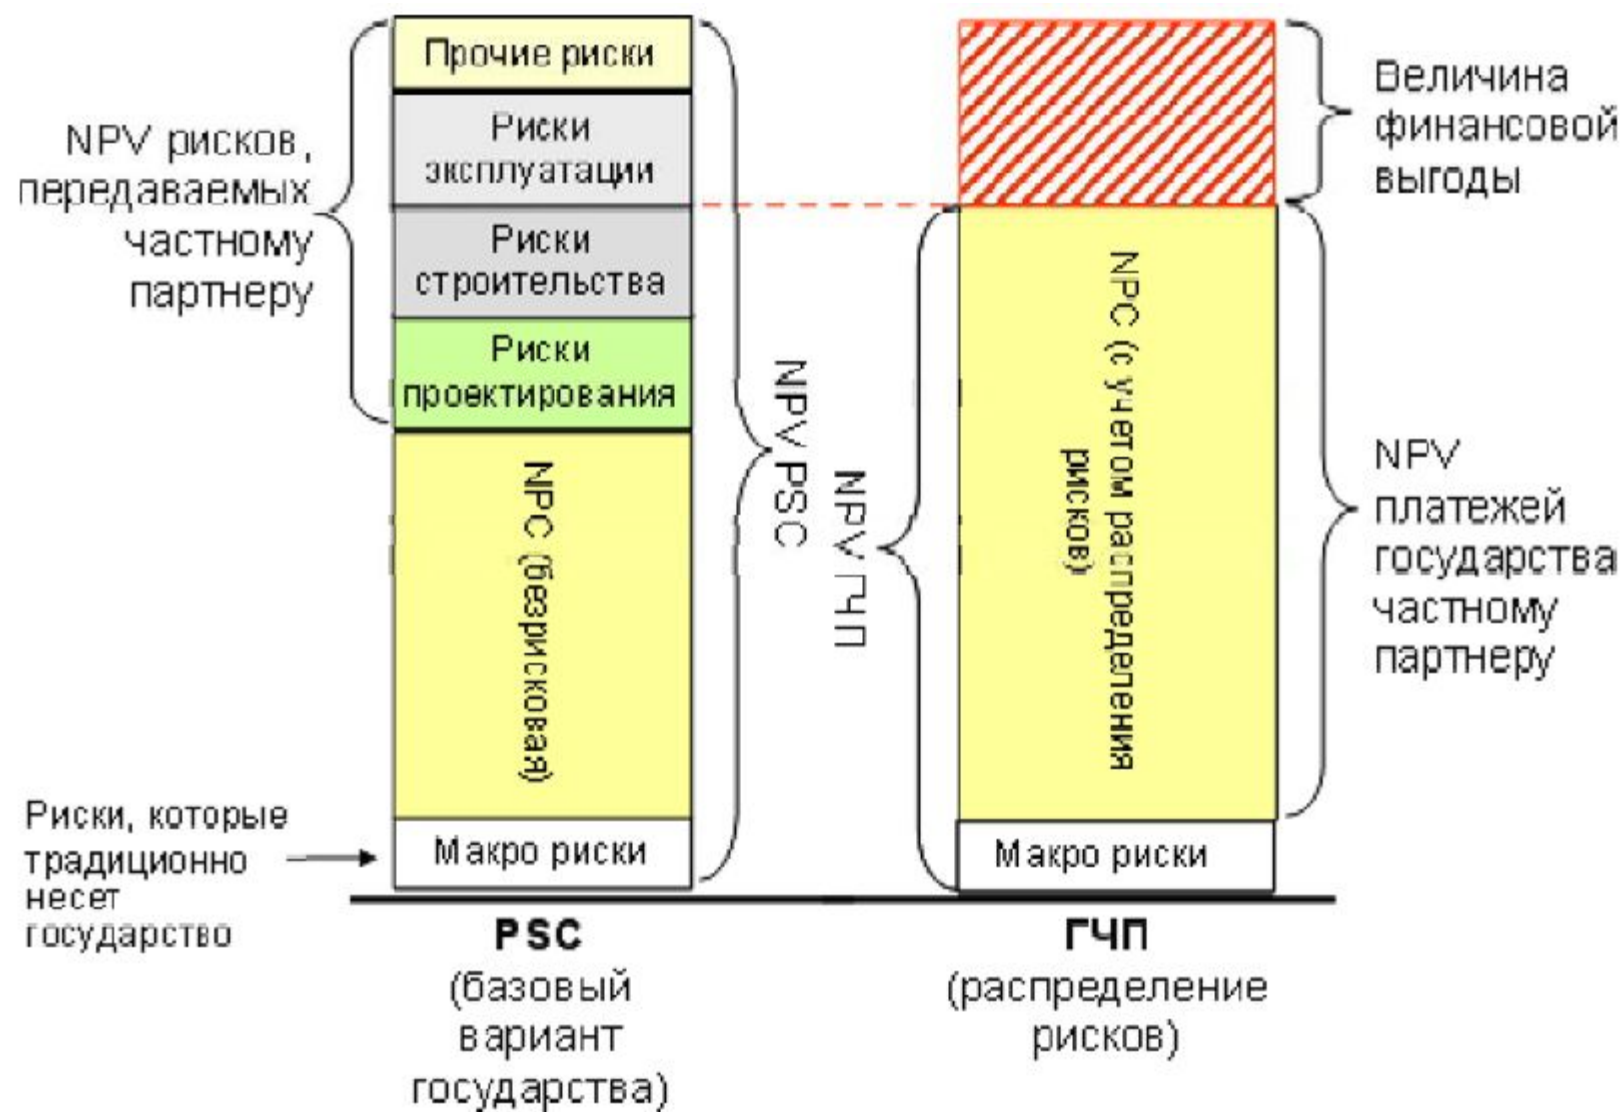 Прочие риски
Риски
эксплуатации
Риски
строительства
Риски
проектирования
NPC (безрисковая)
Макро риски
NPV рисков,
передаваемых
частному
партнеру
Риски, которые
традиционно
несет
государство
NPV PSC
NPV ГЧП
NPC (с учетом распределения
рисков)
Макро риски
Величина
финансовой
выгоды
NPV
платежей
государства
частному
партнеру
PSC
(базовый
вариант
государства)
ГЧП
(распределение
рисков)